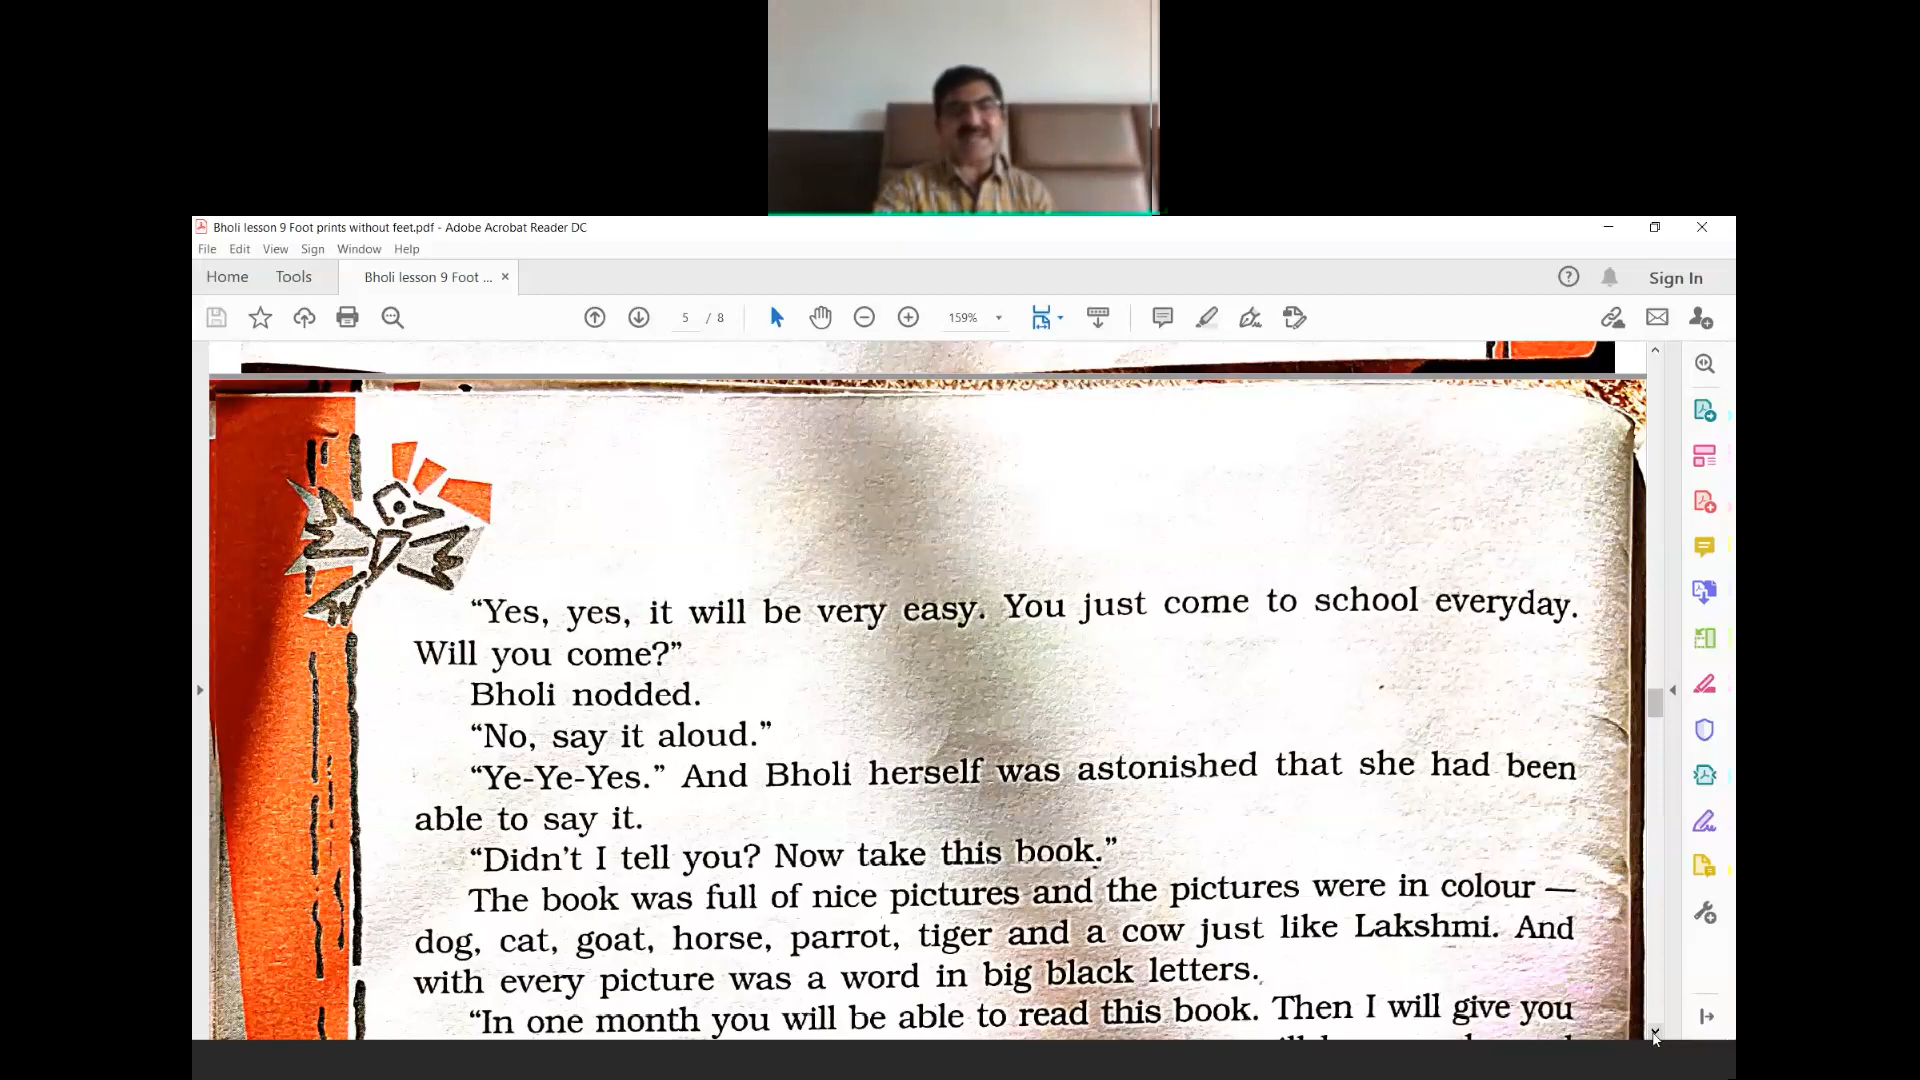 Bholi lesson 9 Foot prints without feet.pdf - Adobe Acrobat Reader DC
File Edit View Sign Window Help
Home Tools Bholi lesson 9 Foot ... × Sign In
5 / 8 159%
“Yes, yes, it will be very easy. You just come to school everyday.
Will you come?”
Bholi nodded.
“No, say it aloud.”
“Ye-Ye-Yes.” And Bholi herself was astonished that she had been
able to say it.
“Didn’t I tell you? Now take this book.”
The book was full of nice pictures and the pictures were in colour —
dog, cat, goat, horse, parrot, tiger and a cow just like Lakshmi. And
with every picture was a word in big black letters.
“In one month you will be able to read this book. Then I will give you